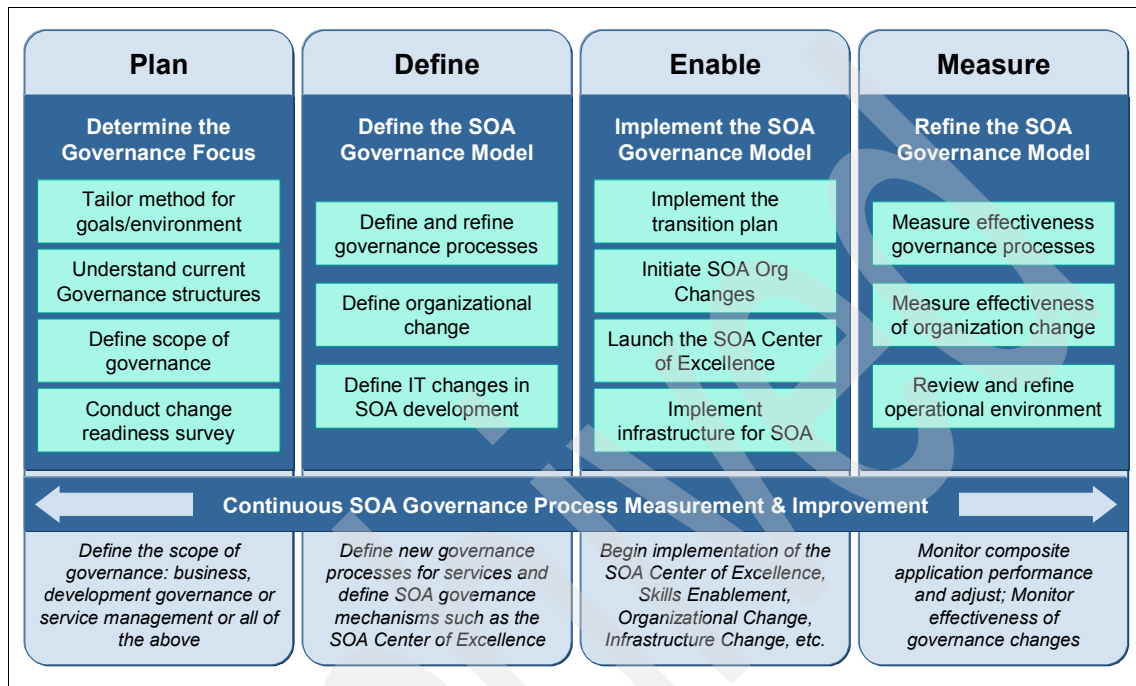 Plan
Determine the
Governance Focus
Tailor method for
goals/environment
Understand current
Governance structures
Define scope of
governance
Conduct change
readiness survey
Define
Define the SOA
Governance Model
Define and refine
governance processes
Define organizational
change
Define IT changes in
SOA development
Enable
Implement the SOA
Governance Model
Implement the
transition plan
Initiate SOA Org
Changes
Launch the SOA Center
of Excellence
Implement
infrastructure for SOA
Measure
Refine the SOA
Governance Model
Measure effectiveness
governance processes
Measure effectiveness
of organization change
Review and refine
operational environment
Continuous SOA Governance Process Measurement & Improvement
Define the scope of
governance: business,
development governance or
service management or all of
the above
Define new governance
processes for services and
define SOA governance
mechanisms such as the
SOA Center of Excellence
Begin implementation of the
SOA Center of Excellence,
Skills Enablement,
Organizational Change,
Infrastructure Change, etc.
Monitor composite
application performance
and adjust; Monitor
effectiveness of
governance changes